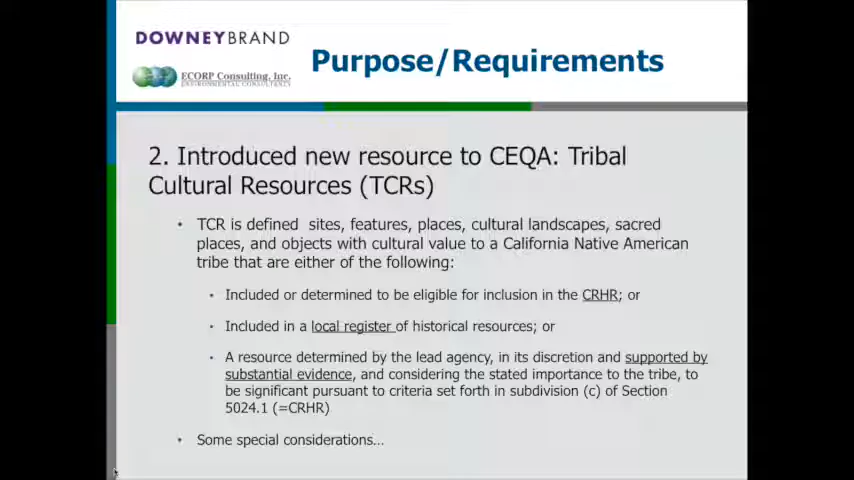 DOWNEYBRAND
ECORP Consulting, Inc.
ENVIRONMENTAL CONSULTANTS
Purpose/Requirements
2. Introduced new resource to CEQA: Tribal
Cultural Resources (TCRs)
• TCR is defined sites, features, places, cultural landscapes, sacred
places, and objects with cultural value to a California Native American
tribe that are either of the following:
• Included or determined to be eligible for inclusion in the CRHR; or
• Included in a local register of historical resources; or
• A resource determined by the lead agency, in its discretion and supported by
substantial evidence, and considering the stated importance to the tribe, to
be significant pursuant to criteria set forth in subdivision (c) of Section
5024.1 (=CRHR)
• Some special considerations…